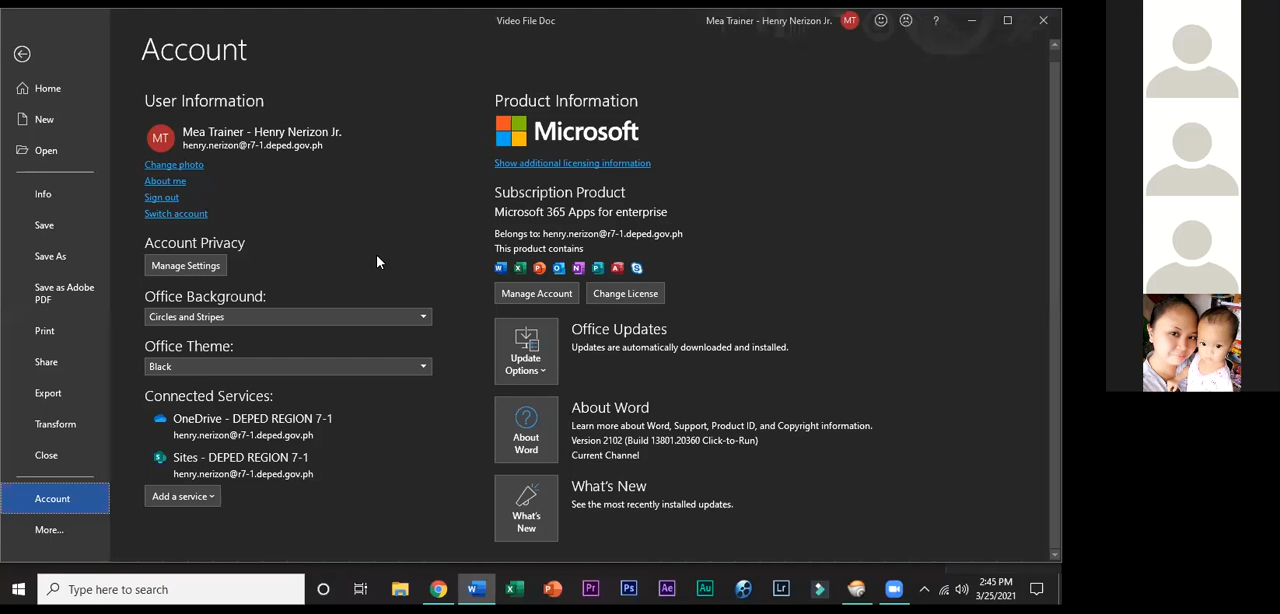 Video File Doc
Mea Trainer - Henry Nerizon Jr.
MT
?
Account
Home
New
Open
Info
Save
Save As
Save as Adobe
PDF
Print
Share
Export
Transform
Close
Account
More...
User Information
MT
Mea Trainer - Henry Nerizon Jr.
henry.nerizon@r7-1.deped.gov.ph
Change photo
About me
Sign out
Switch account
Account Privacy
Manage Settings
Office Background:
Circles and Stripes
Office Theme:
Black
Connected Services:
OneDrive - DEPED REGION 7-1
henry.nerizon@r7-1.deped.gov.ph
Sites - DEPED REGION 7-1
henry.nerizon@r7-1.deped.gov.ph
Add a service
Product Information
Microsoft
Show additional licensing information
Subscription Product
Microsoft 365 Apps for enterprise
Belongs to: henry.nerizon@r7-1.deped.gov.ph
This product contains
Manage Account
Change License
Update
Options
Office Updates
Updates are automatically downloaded and installed.
About
Word
About Word
Learn more about Word, Support, Product ID, and Copyright information.
Version 2102 (Build 13801.20360 Click-to-Run)
Current Channel
What's
New
What's New
See the most recently installed updates.
Type here to search
Pr
Ps
Ae
Au
Lr
2:45 PM
3/25/2021